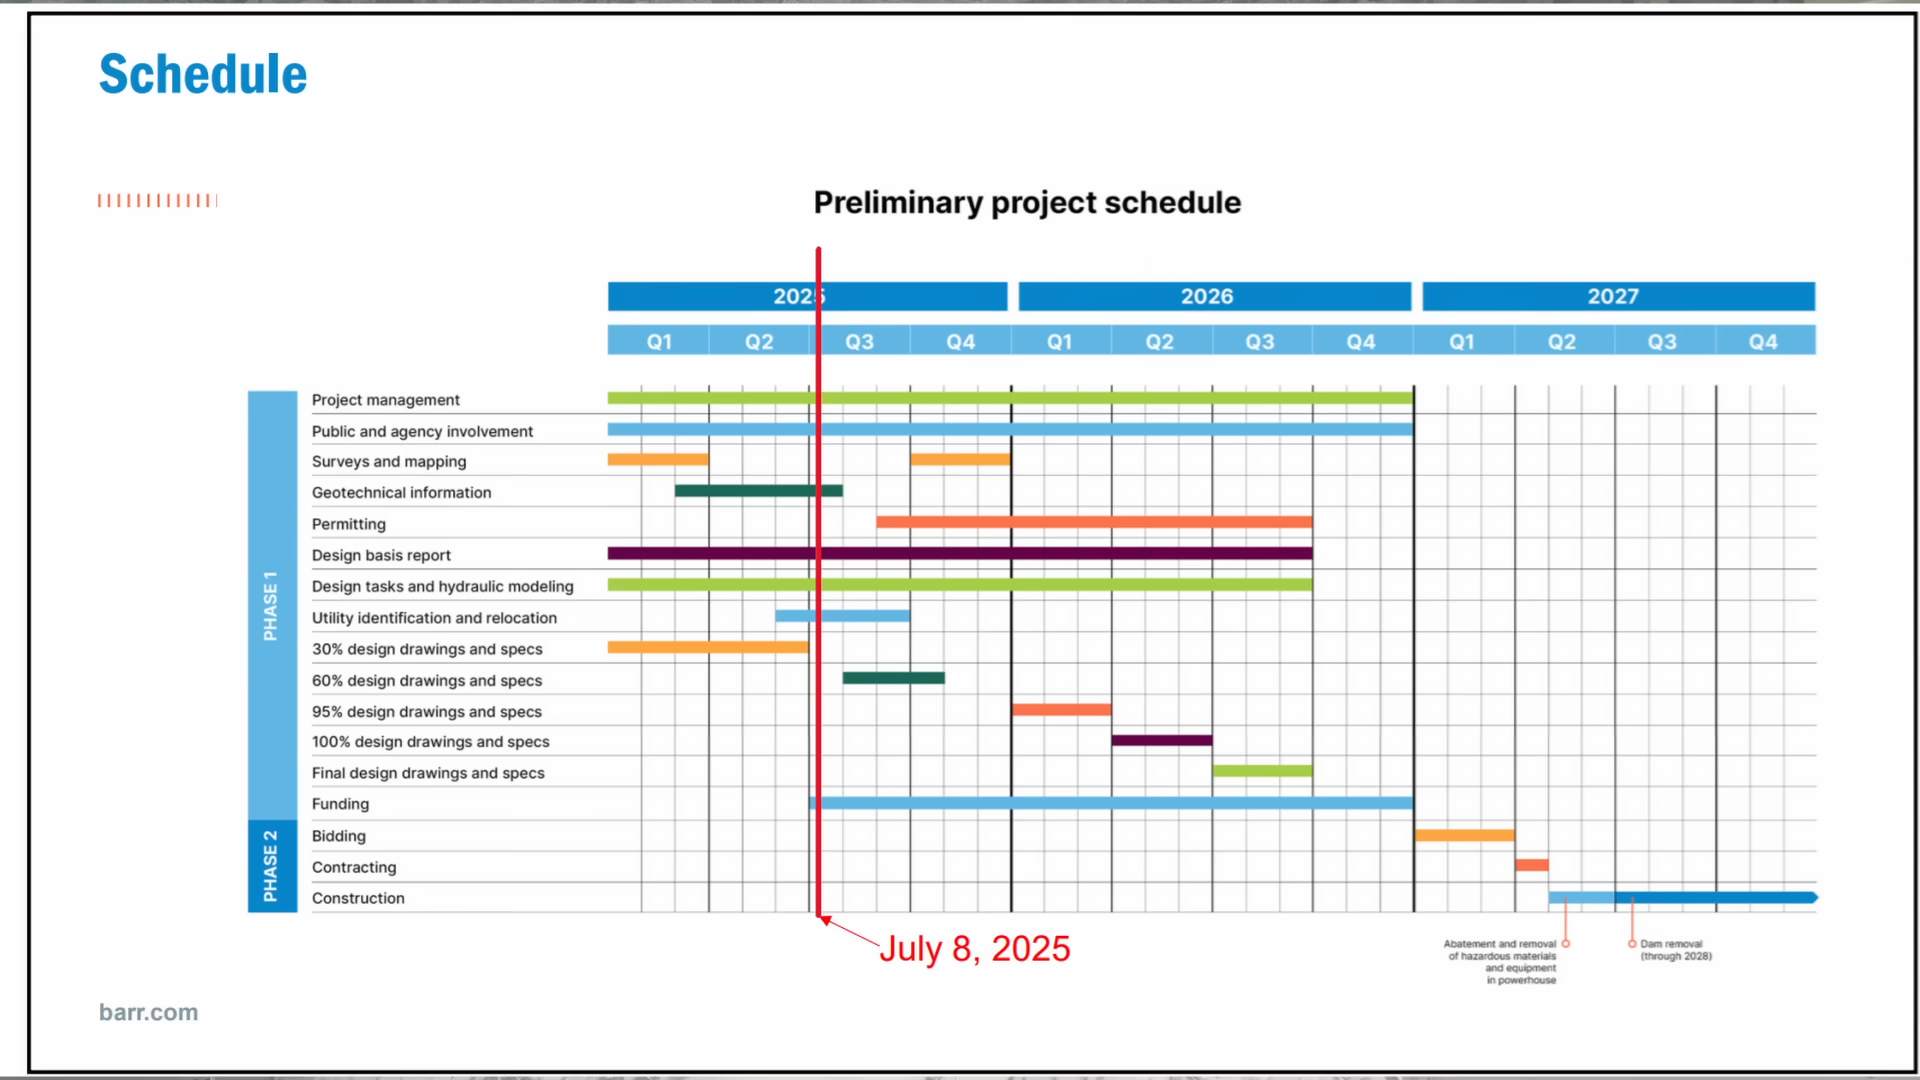 Schedule
Preliminary project schedule
2025 2026 2027
Q1 Q2 Q3 Q4 Q1 Q2 Q3 Q4 Q1 Q2 Q3 Q4
PHASE 1
Project management
Public and agency involvement
Surveys and mapping
Geotechnical information
Permitting
Design basis report
Design tasks and hydraulic modeling
Utility identification and relocation
30% design drawings and specs
60% design drawings and specs
95% design drawings and specs
100% design drawings and specs
Final design drawings and specs
Funding
PHASE 2
Bidding
Contracting
Construction
July 8, 2025
Abatement and removal
of hazardous materials
and equipment
in powerhouse
Dam removal
(through 2028)
barr.com